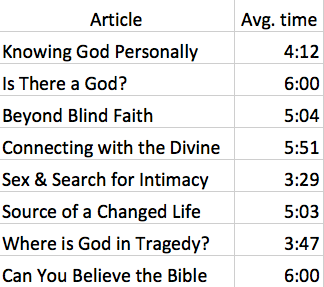 Article Avg. time
Knowing God Personally 4:12
Is There a God? 6:00
Beyond Blind Faith 5:04
Connecting with the Divine 5:51
Sex & Search for Intimacy 3:29
Source of a Changed Life 5:03
Where is God in Tragedy? 3:47
Can You Believe the Bible 6:00